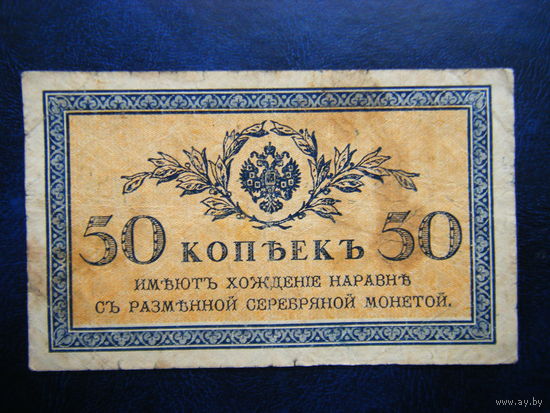 50 КОПѢЕКЪ 50
ИМѢЮТЪ ХОЖДЕНІЕ НАРАВНѢ
СЪ РАЗМѢННОЙ СЕРЕБРЯНОЙ МОНЕТОЙ.
www.ay.by